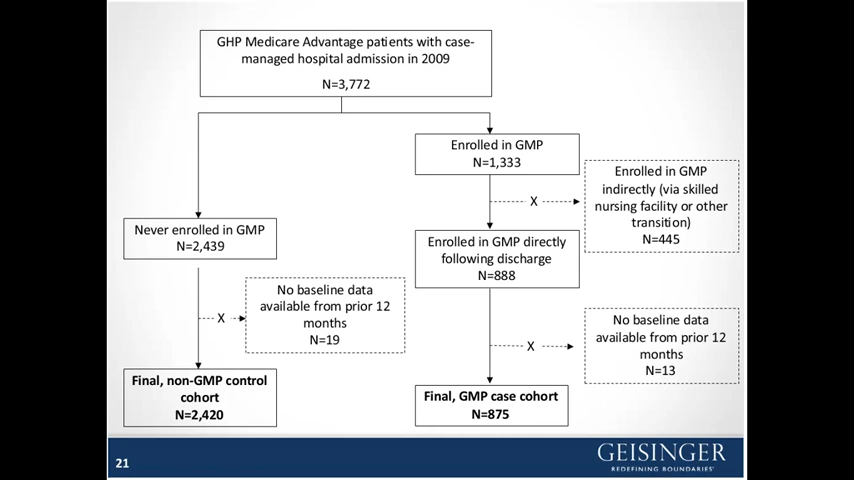 GHP Medicare Advantage patients with case-
managed hospital admission in 2009
N=3,772
Enrolled in GMP
N=1,333
Enrolled in GMP
indirectly (via skilled
nursing facility or other
transition)
N=445
X
Never enrolled in GMP
N=2,439
Enrolled in GMP directly
following discharge
N=888
No baseline data
available from prior 12
months
N=19
X
No baseline data
available from prior 12
months
N=13
X
Final, non-GMP control
cohort
N=2,420
Final, GMP case cohort
N=875
21
GEISINGER
REDEFINING BOUNDARIES®